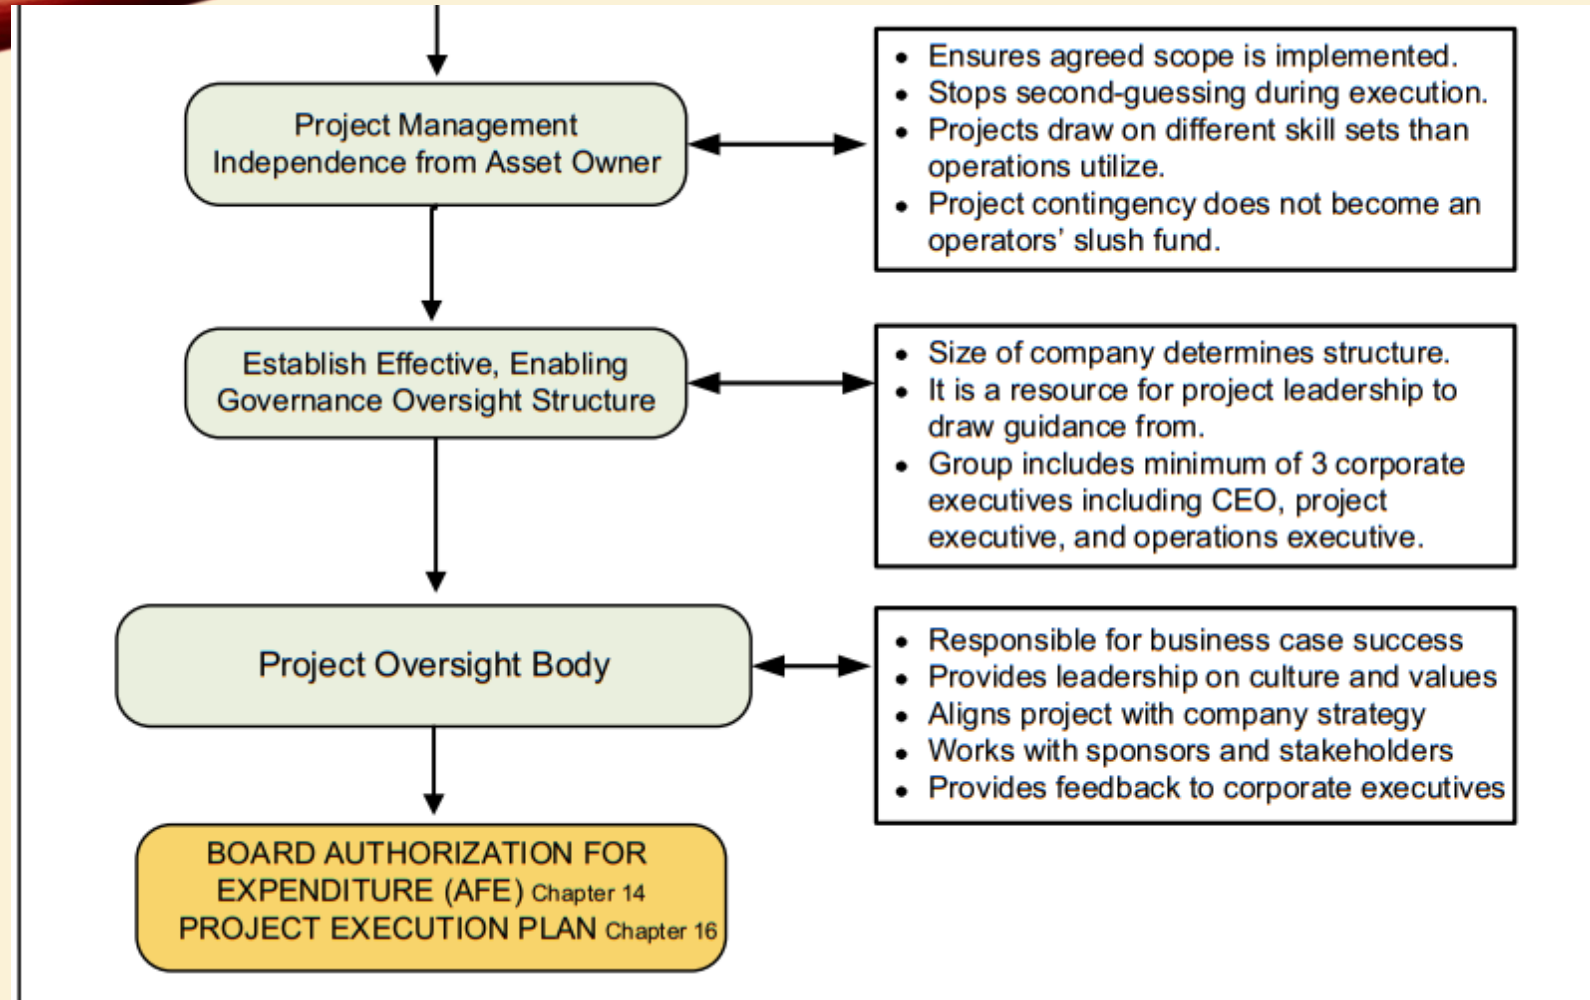 Project Management
Independence from Asset Owner
• Ensures agreed scope is implemented.
• Stops second-guessing during execution.
• Projects draw on different skill sets than
operations utilize.
• Project contingency does not become an
operators’ slush fund.
Establish Effective, Enabling
Governance Oversight Structure
• Size of company determines structure.
• It is a resource for project leadership to
draw guidance from.
• Group includes minimum of 3 corporate
executives including CEO, project
executive, and operations executive.
Project Oversight Body
• Responsible for business case success
• Provides leadership on culture and values
• Aligns project with company strategy
• Works with sponsors and stakeholders
• Provides feedback to corporate executives
BOARD AUTHORIZATION FOR
EXPENDITURE (AFE) Chapter 14
PROJECT EXECUTION PLAN Chapter 16